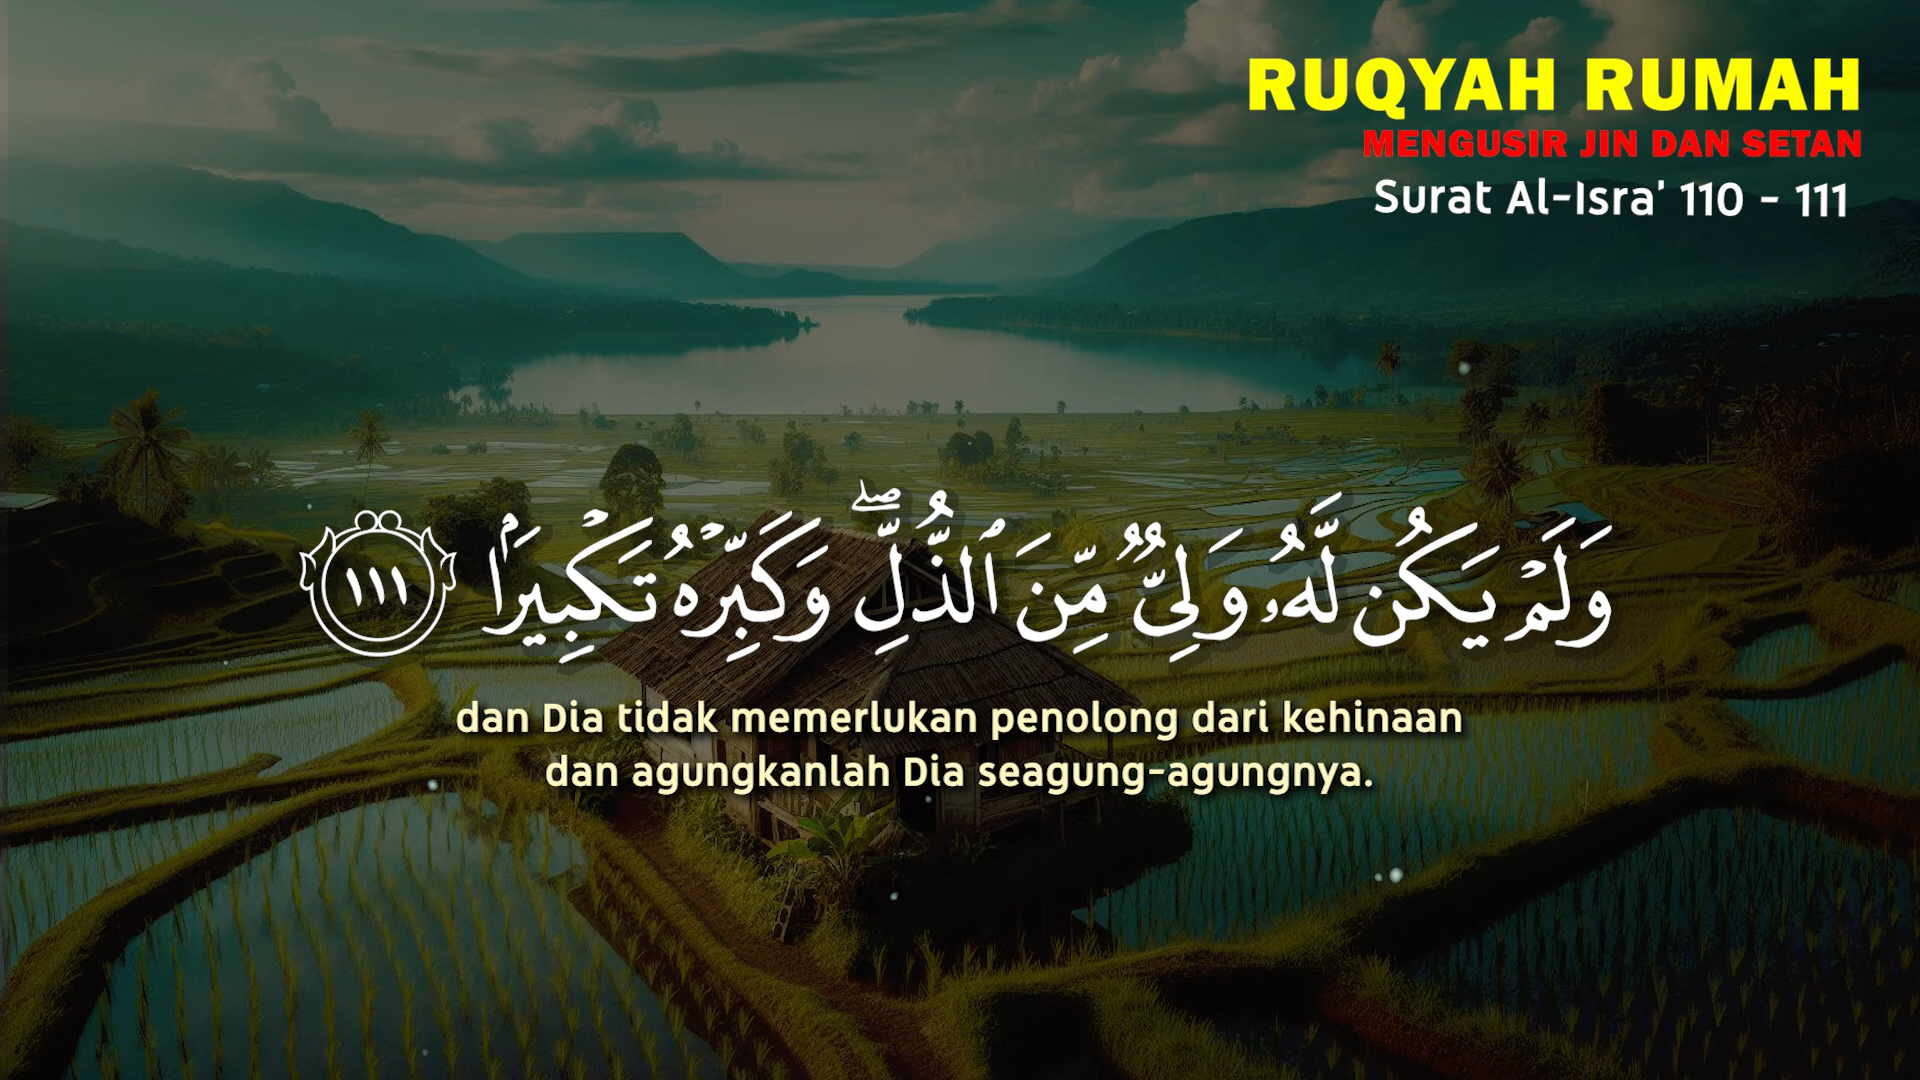 RUQYAH RUMAH
MENGUSIR JIN DAN SETAN
Surat Al-Isra' 110 - 111
وَلَمْ يَكُن لَّهُۥ وَلِىٌّۭ مِّنَ ٱلذُّلِّ ۖ وَكَبِّرْهُ تَكْبِيرًۢا ١١١
dan Dia tidak memerlukan penolong dari kehinaan
dan agungkanlah Dia seagung-agungnya.